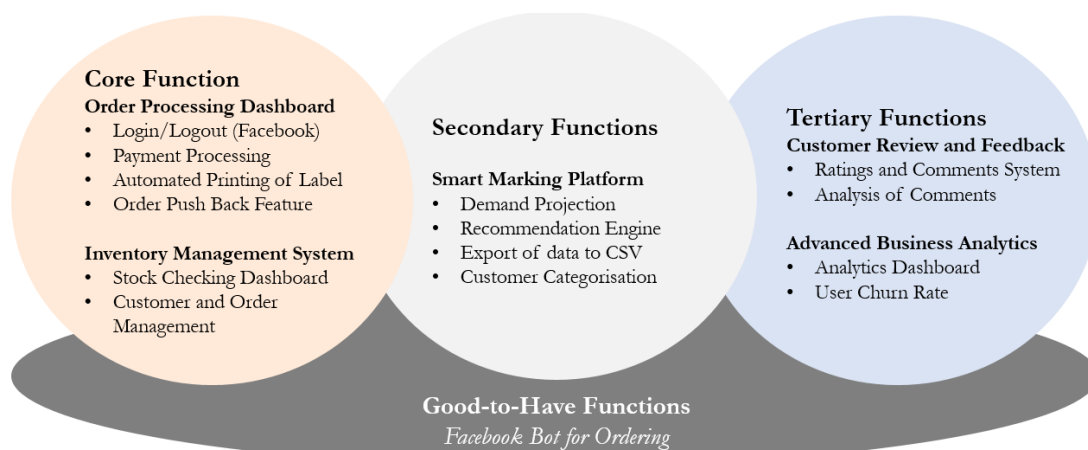 Core Function
Order Processing Dashboard
• Login/Logout (Facebook)
• Payment Processing
• Automated Printing of Label
• Order Push Back Feature
Inventory Management System
• Stock Checking Dashboard
• Customer and Order
Management
Secondary Functions
Smart Marking Platform
• Demand Projection
• Recommendation Engine
• Export of data to CSV
• Customer Categorisation
Tertiary Functions
Customer Review and Feedback
• Ratings and Comments System
• Analysis of Comments
Advanced Business Analytics
• Analytics Dashboard
• User Churn Rate
Good-to-Have Functions
Facebook Bot for Ordering